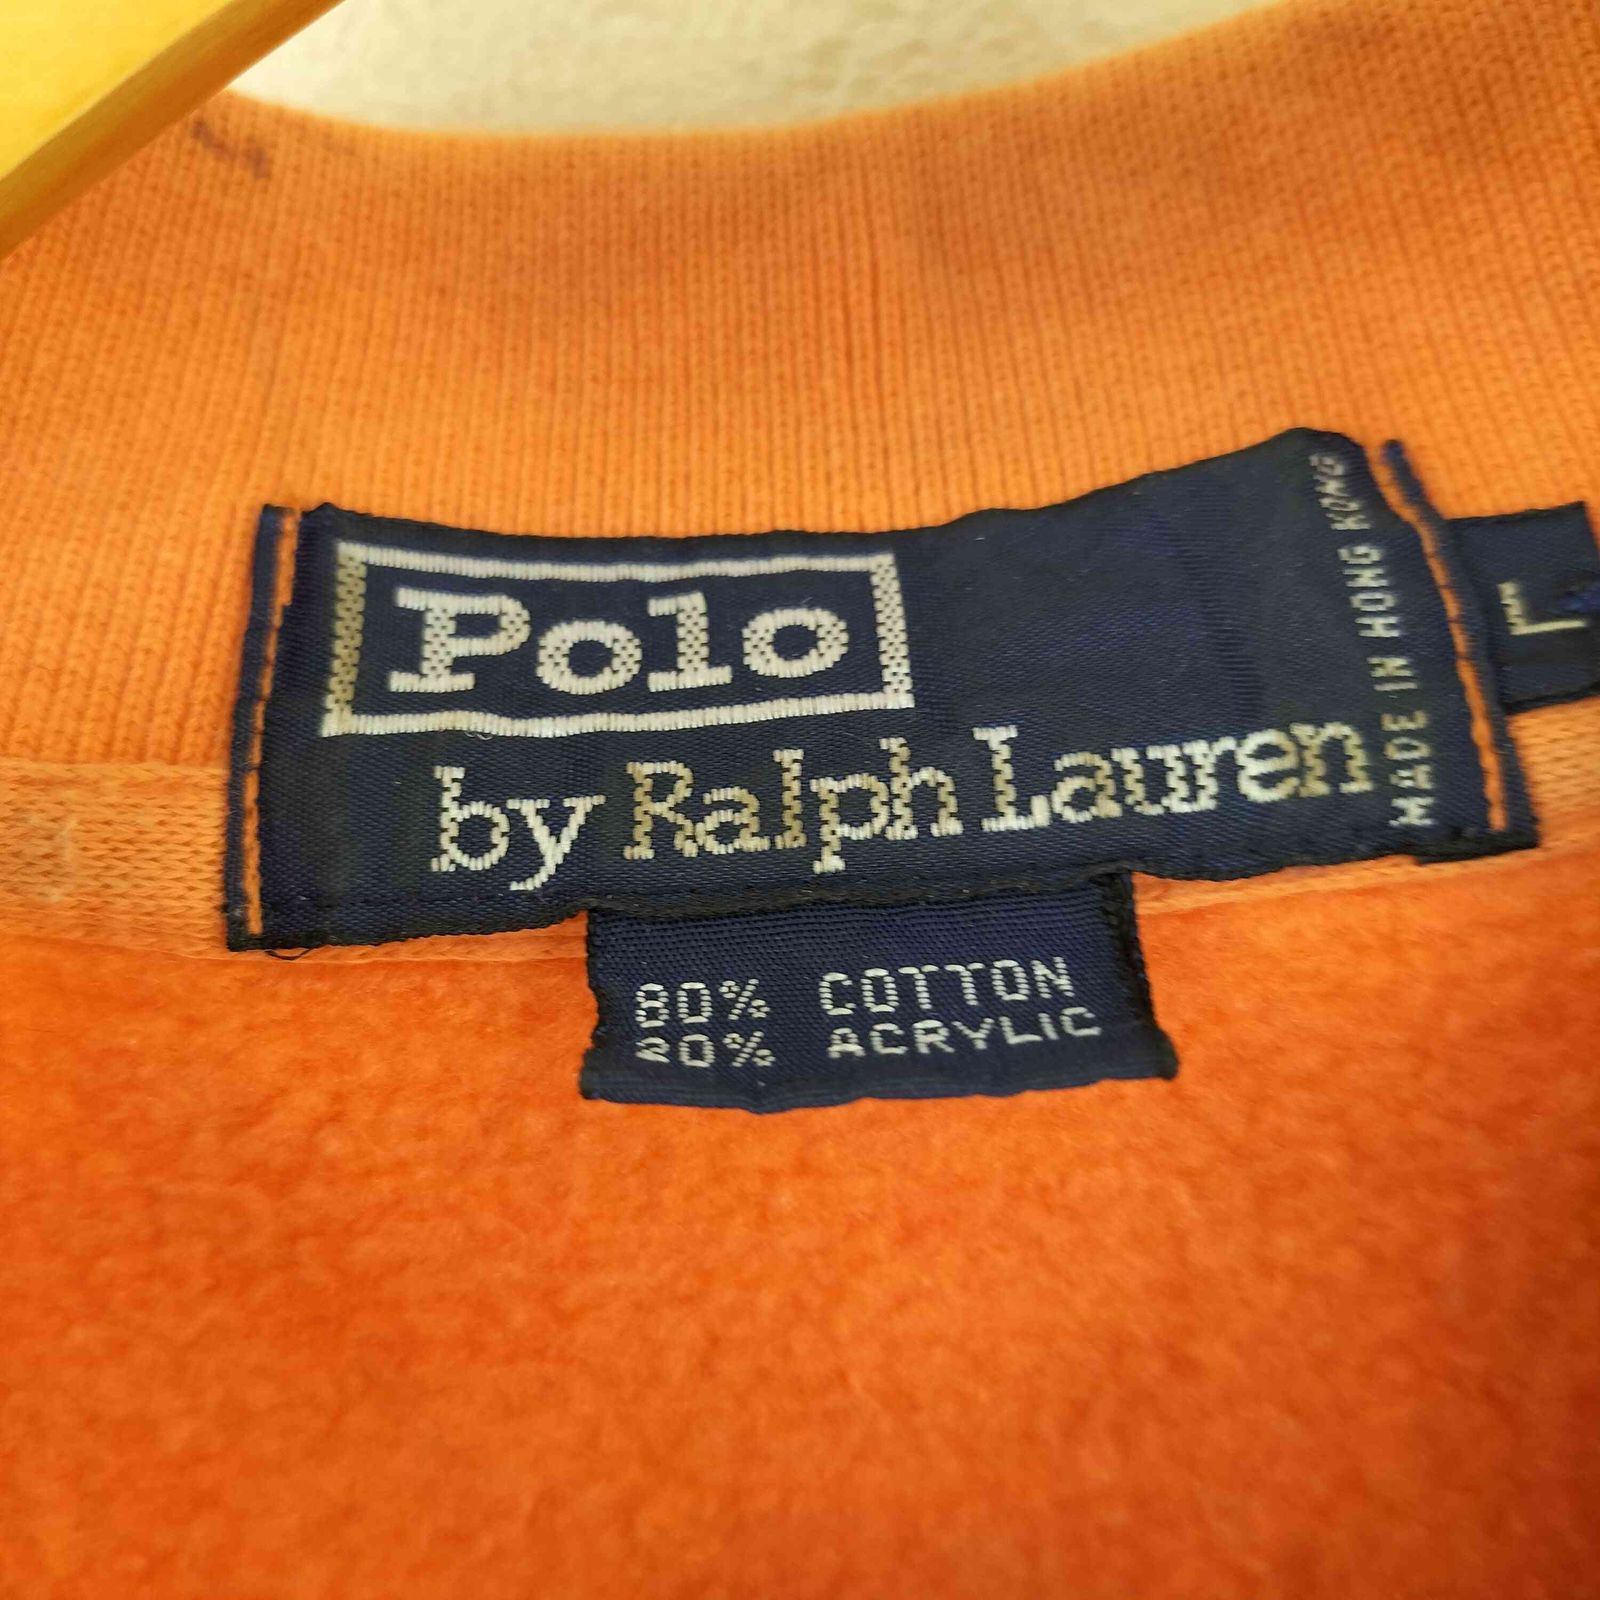 Polo
by Ralph Lauren
MADE IN HONG KONG
L
80% COTTON
20% ACRYLIC